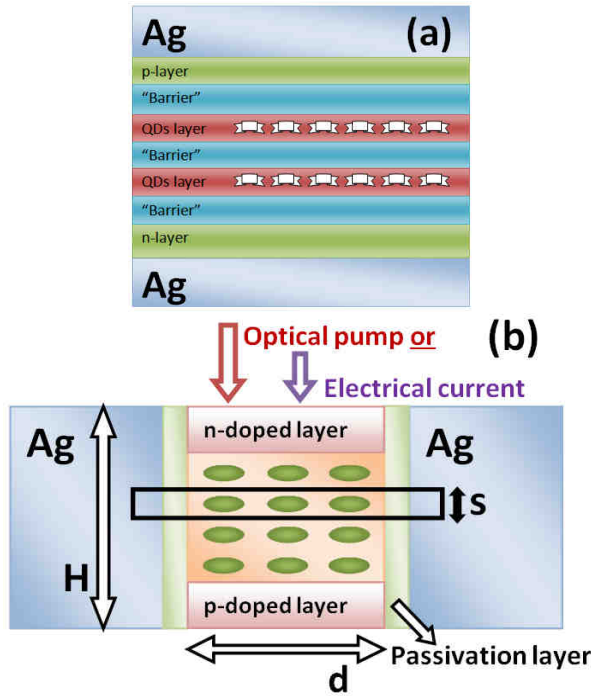 Ag
(a)
p-layer
“Barrier”
QDs layer
“Barrier”
QDs layer
“Barrier”
n-layer
Ag
(b)
Optical pump or
Electrical current
Ag
n-doped layer
Ag
S
H
p-doped layer
d
Passivation layer